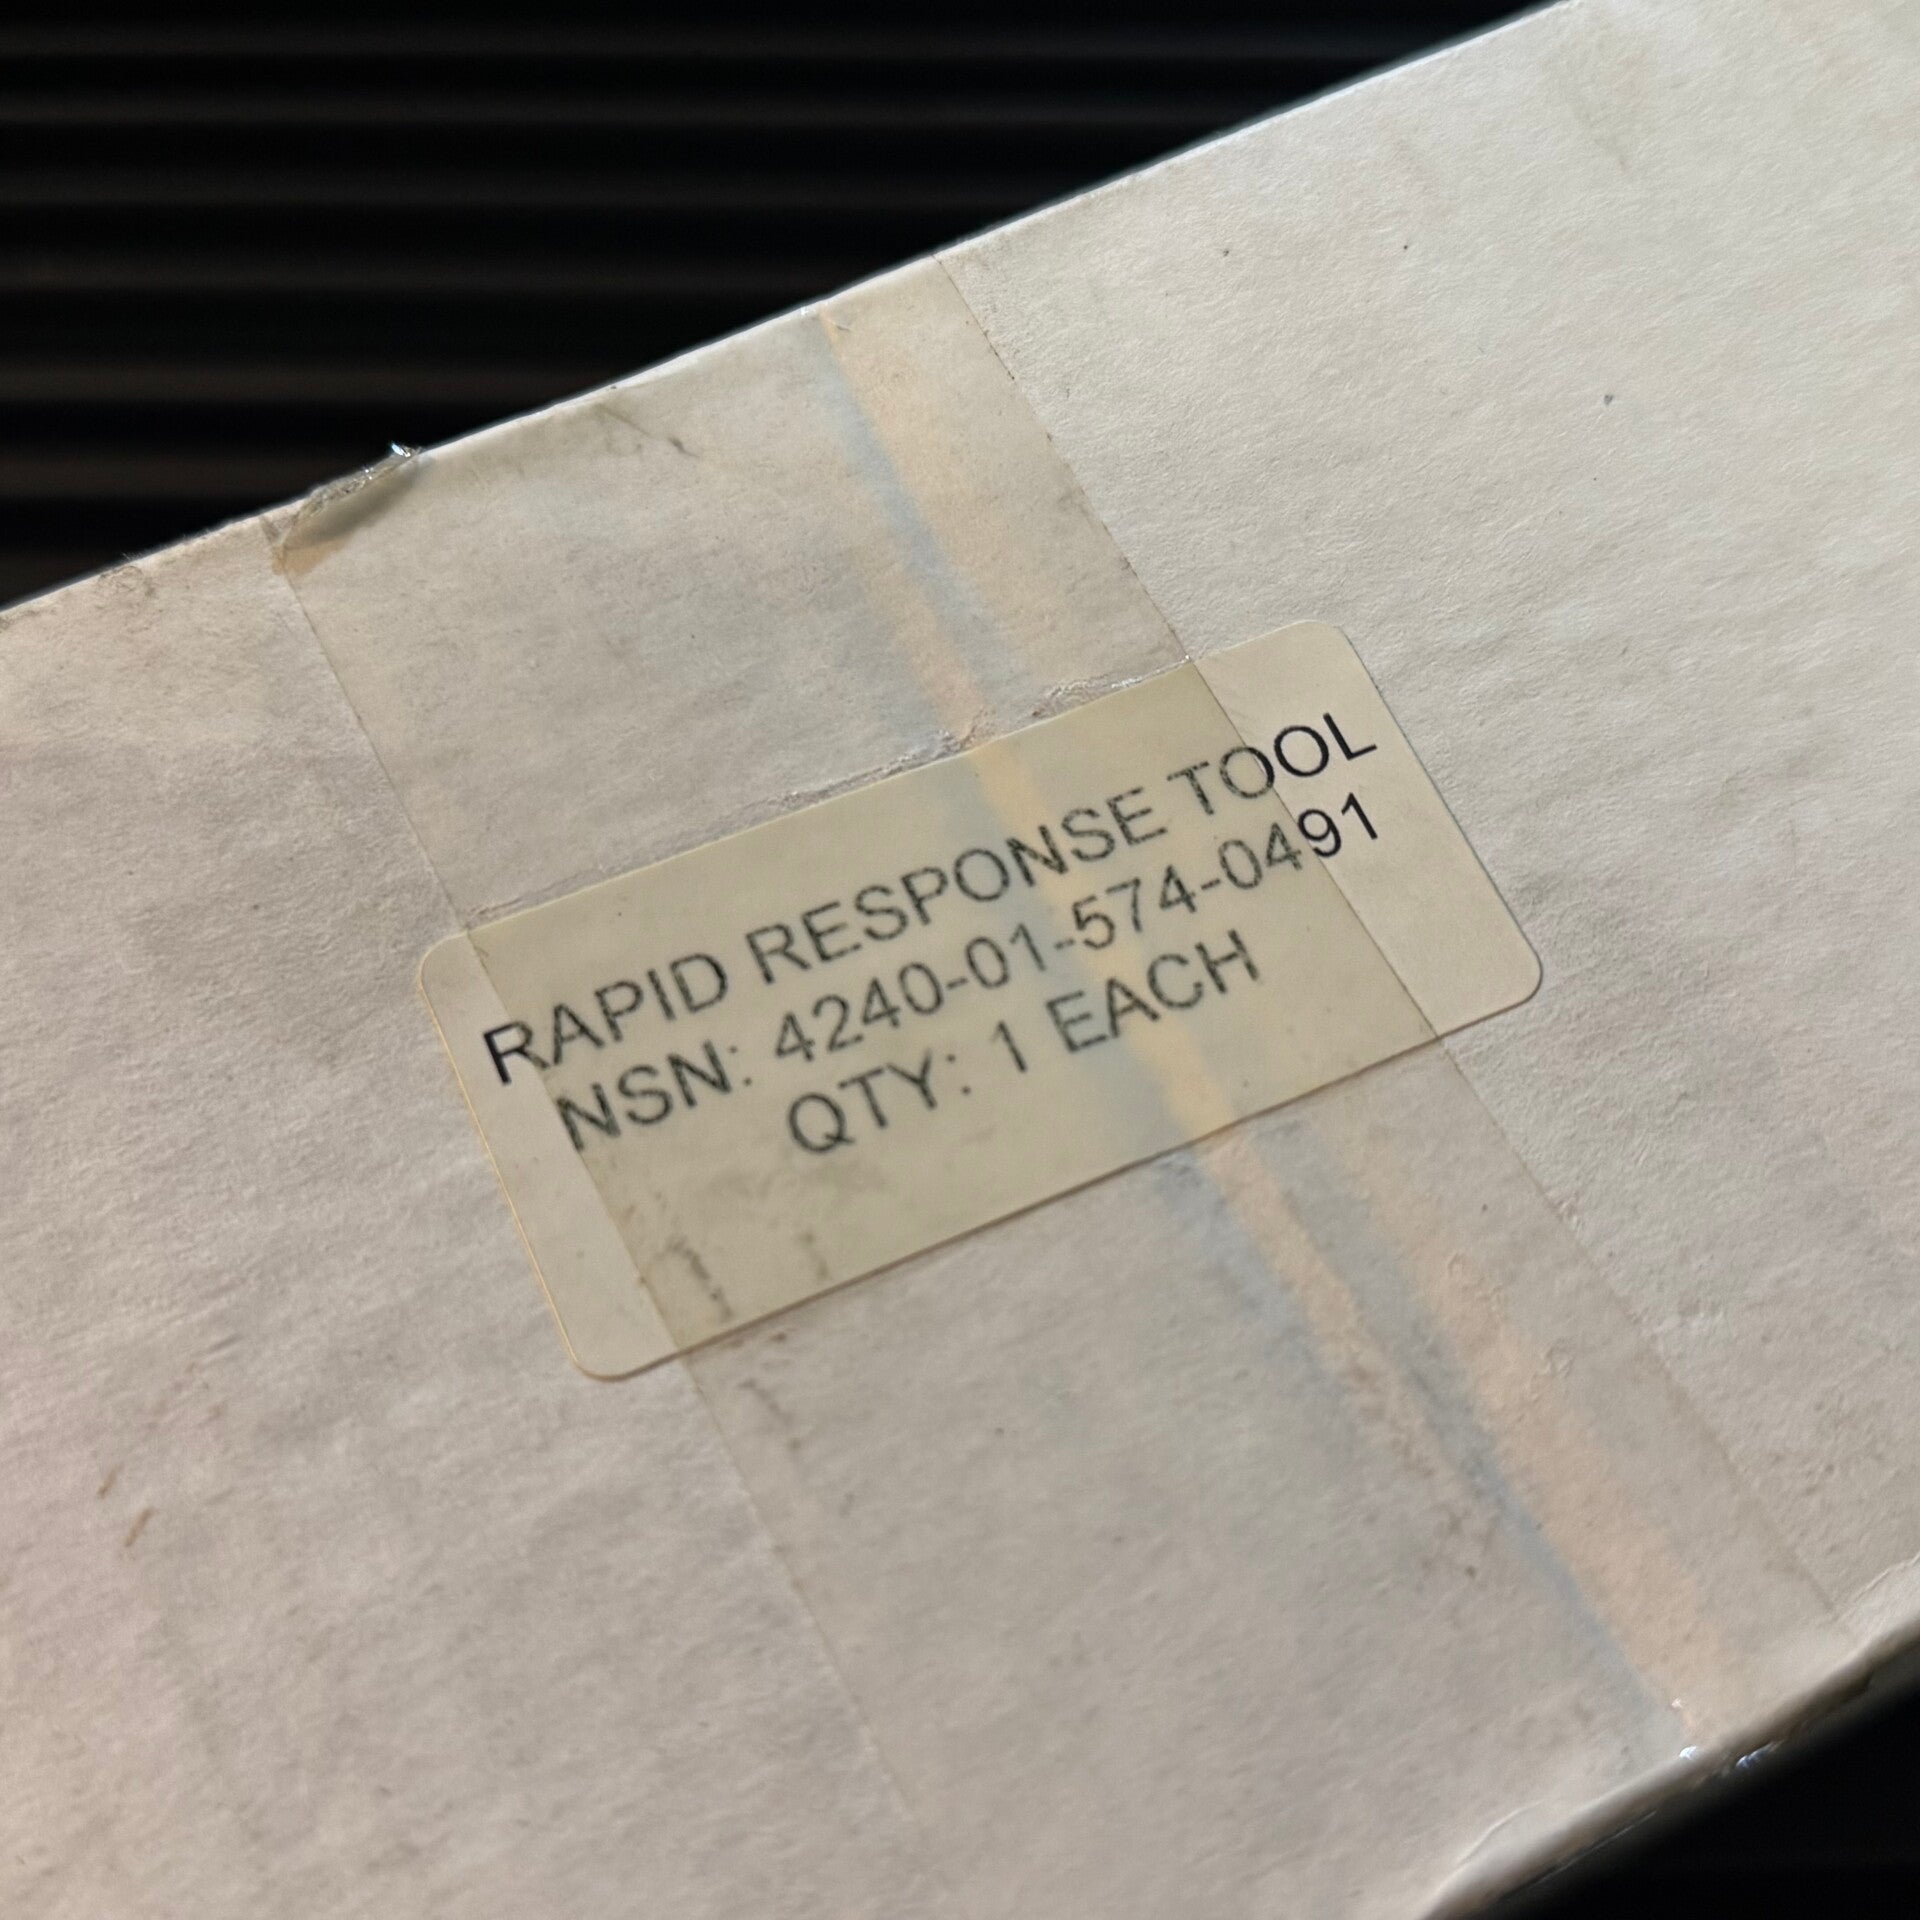 RAPID RESPONSE TOOL
NSN: 4240-01-574-0491
QTY: 1 EACH